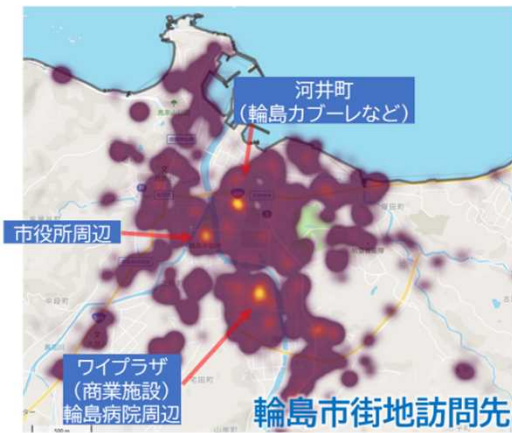 河井町
（輪島カブーレなど）
市役所周辺
ワイプラザ
（商業施設）
輪島病院周辺
輪島市街地訪問先